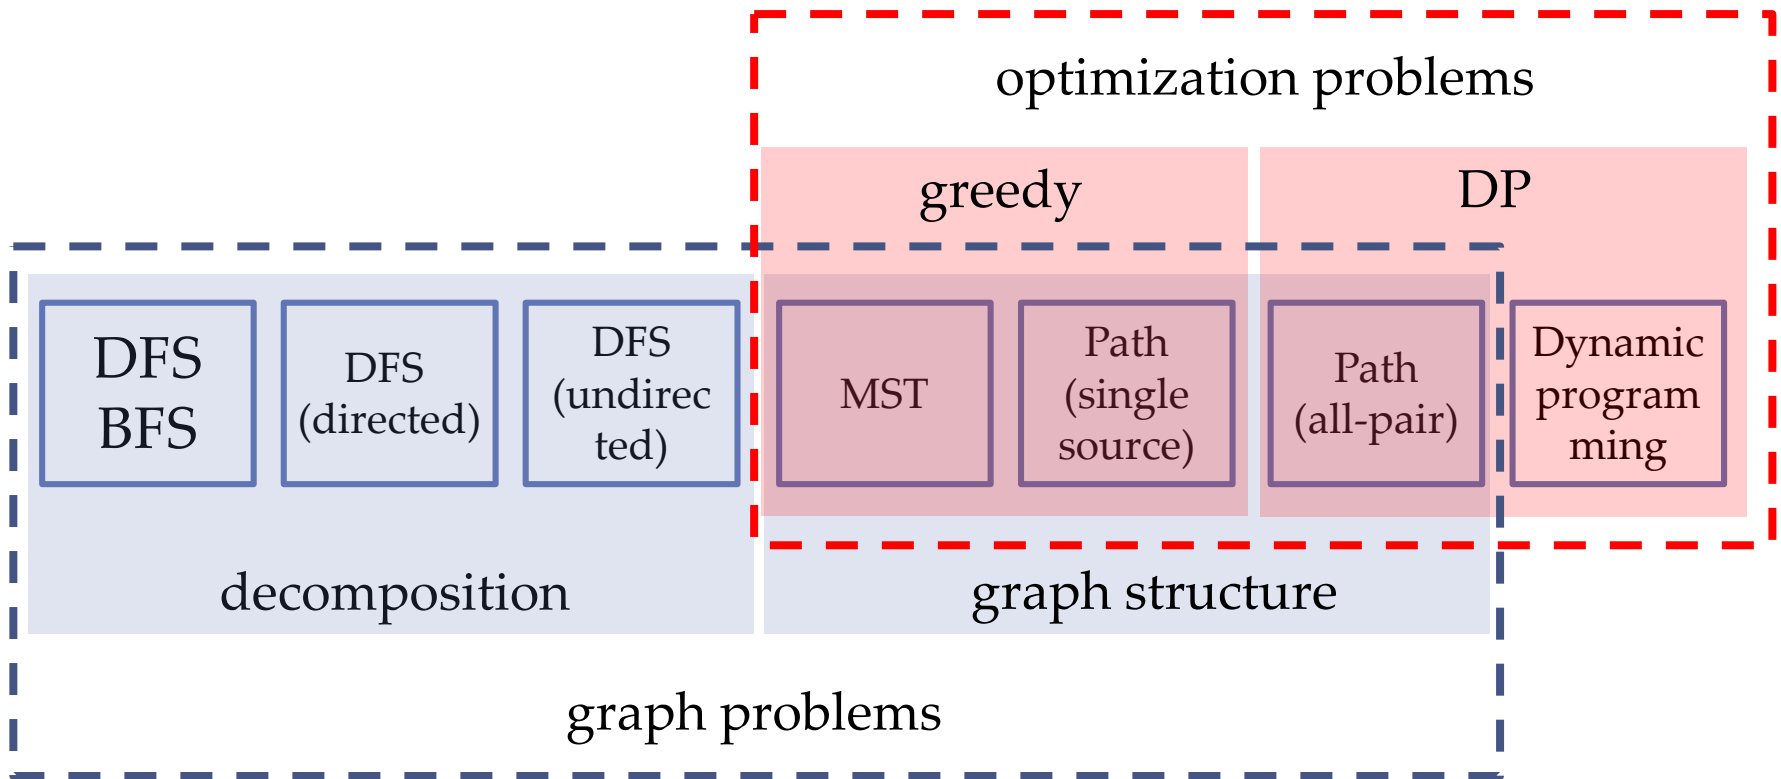 optimization problems
greedy
DP
DFS
BFS
DFS
(directed)
DFS
(undirec
ted)
MST
Path
(single
source)
Path
(all-pair)
Dynamic
program
ming
decomposition
graph structure
graph problems